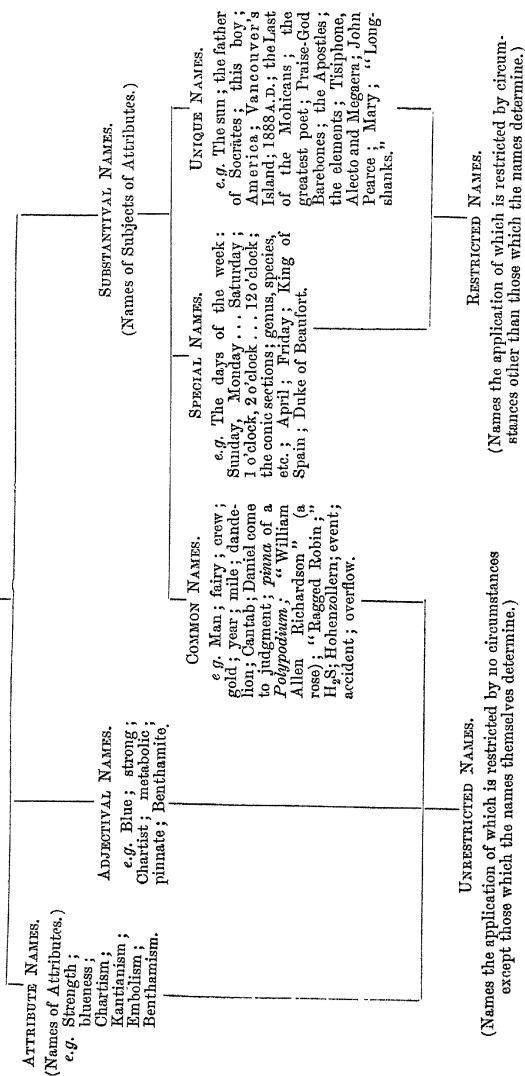 ATTRIBUTE NAMES.
(Names of Attributes.)
e.g. Strength ;
blueness ;
Chartism ;
Kantianism ;
Embolism ;
Benthamism.
ADJECTIVAL NAMES.
e.g. Blue ; strong ;
Chartist ; metabolic ;
pinnate ; Benthamite.
SUBSTANTIVAL NAMES.
(Names of Subjects of Attributes.)
COMMON NAMES.
e g. Man ; fairy ; crew ;
gold ; year ; mile ; dande-
lion ; Cantab ; Daniel come
to judgment ; pinna of a
Polypodium ; “William
Allen Richardson” (a
rose) ; “Ragged Robin ;”
H₂S ; Hohenzollern ; event ;
accident ; overflow.
SPECIAL NAMES.
e.g. The days of the week :
Sunday, Monday . . . Saturday ;
1 o'clock, 2 o'clock . . . 12 o'clock ;
the conic sections ; genus, species,
etc. ; April ; Friday ; King of
Spain ; Duke of Beaufort.
UNIQUE NAMES.
e.g. The sun ; the father
of Socrates ; this boy ;
America ; Vancouver's
Island ; 1888 A.D. ; the Last
of the Mohicans ; the
greatest poet ; Praise-God
Barebones ; the Apostles ;
the elements ; Tisiphone,
Alecto and Megaera ; John
Pearce ; Mary ; “Long-
shanks.”
UNRESTRICTED NAMES.
(Names the application of which is restricted by no circumstances
except those which the names themselves determine.)
RESTRICTED NAMES.
(Names the application of which is restricted by circum-
stances other than those which the names determine.)